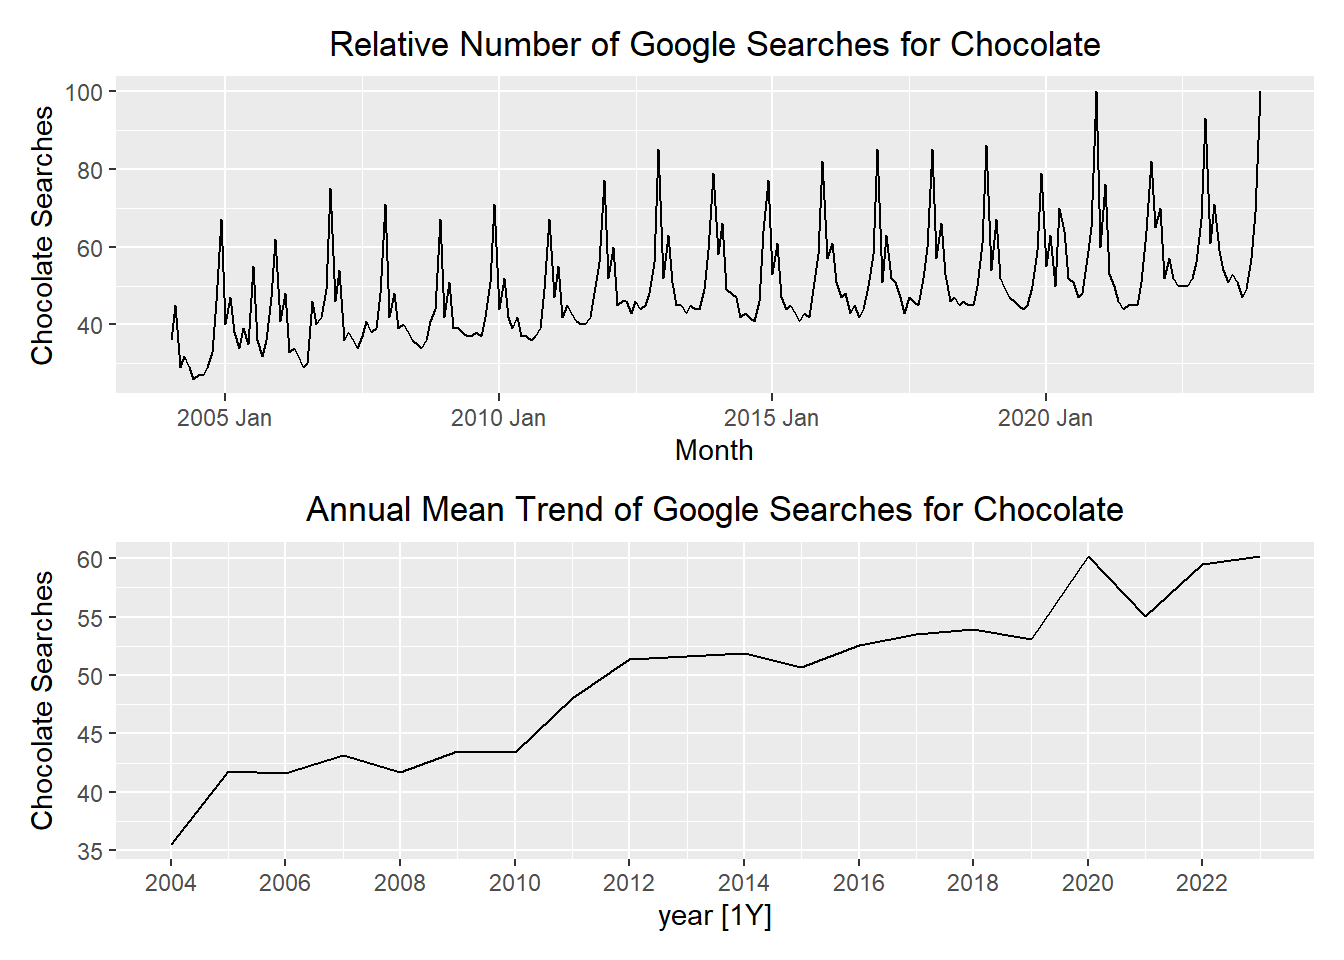 Relative Number of Google Searches for Chocolate
Chocolate Searches
100
80
60
40
2005 Jan 2010 Jan 2015 Jan 2020 Jan
Month
Annual Mean Trend of Google Searches for Chocolate
Chocolate Searches
60
55
50
45
40
35
2004 2006 2008 2010 2012 2014 2016 2018 2020 2022
year [1Y]